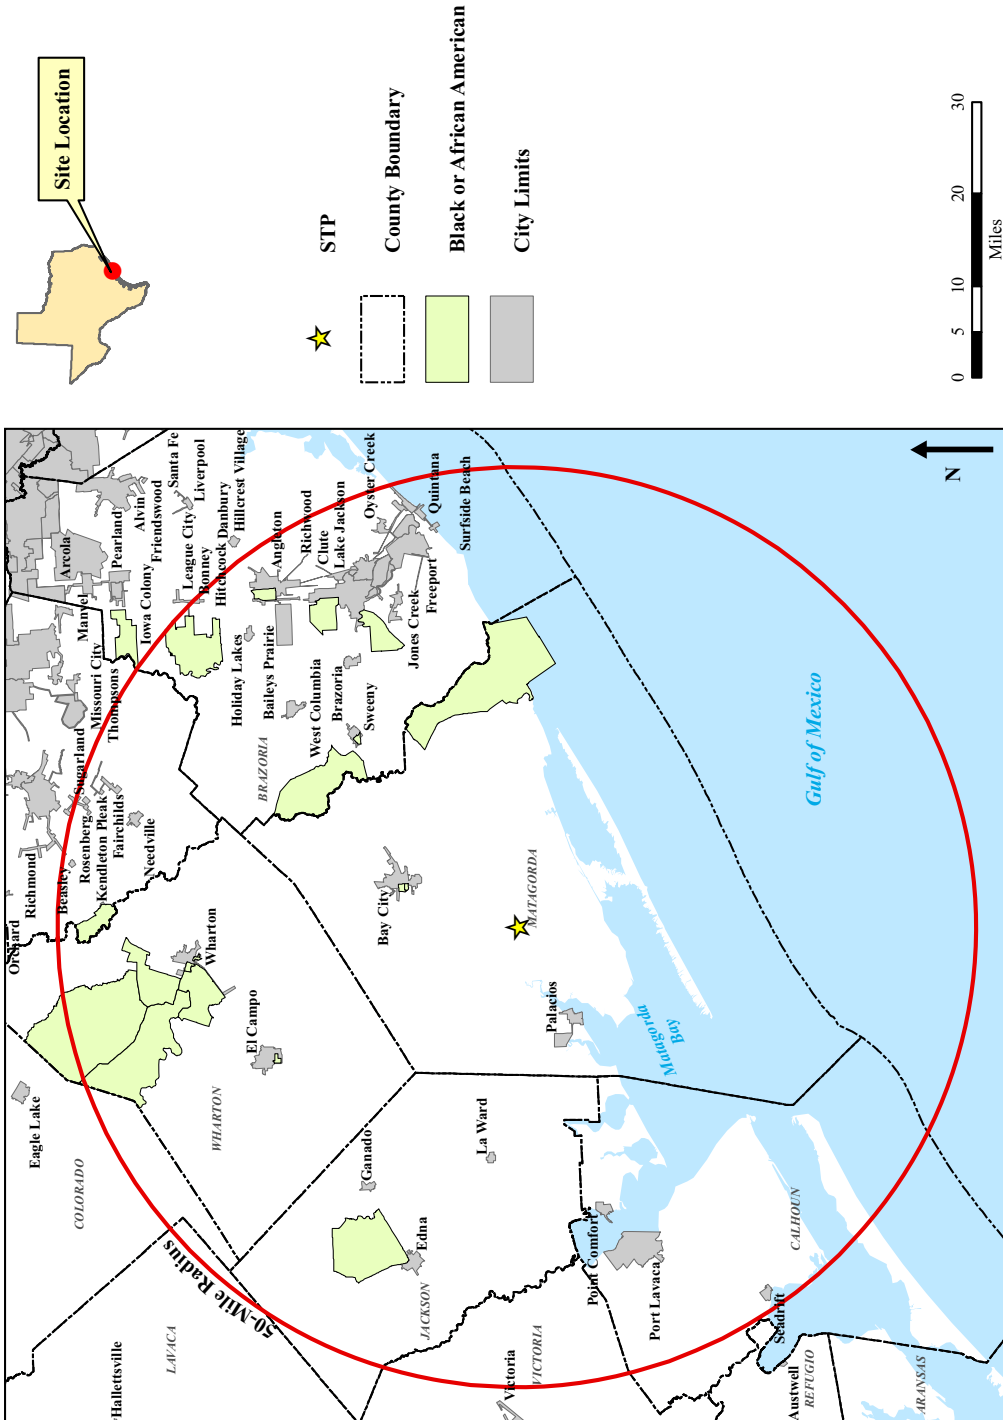 Site Location
STP
County Boundary
Black or African American
City Limits
0
5
10
20
30
Miles
N
50-Mile Radius
Hallettsville
LAVACA
Eagle Lake
COLORADO
Orchard
Richmond
Beasley
Rosenberg
Kendleton
Pleak
Fairchilds
Needville
Sugarland
Missouri City
Thompsons
Manvel
Arcola
Pearland
Iowa Colony
Alvin
Friendswood
Santa Fe
League City
Liverpool
Bonney
Hitchcock
Danbury
Hillcrest Village
Holiday Lakes
Baileys Prairie
Angleton
Richwood
Clute
Lake Jackson
Oyster Creek
Quintana
Surfside Beach
Jones Creek
Freeport
BRAZORIA
West Columbia
Brazoria
Sweeny
Wharton
El Campo
WHARTON
Bay City
MATAGORDA
Palacios
Matagorda
Bay
Gulf of Mexico
Ganado
La Ward
Edna
JACKSON
Point Comfort
Port Lavaca
CALHOUN
Seadrift
Victoria
VICTORIA
Austwell
REFUGIO
ARANSAS